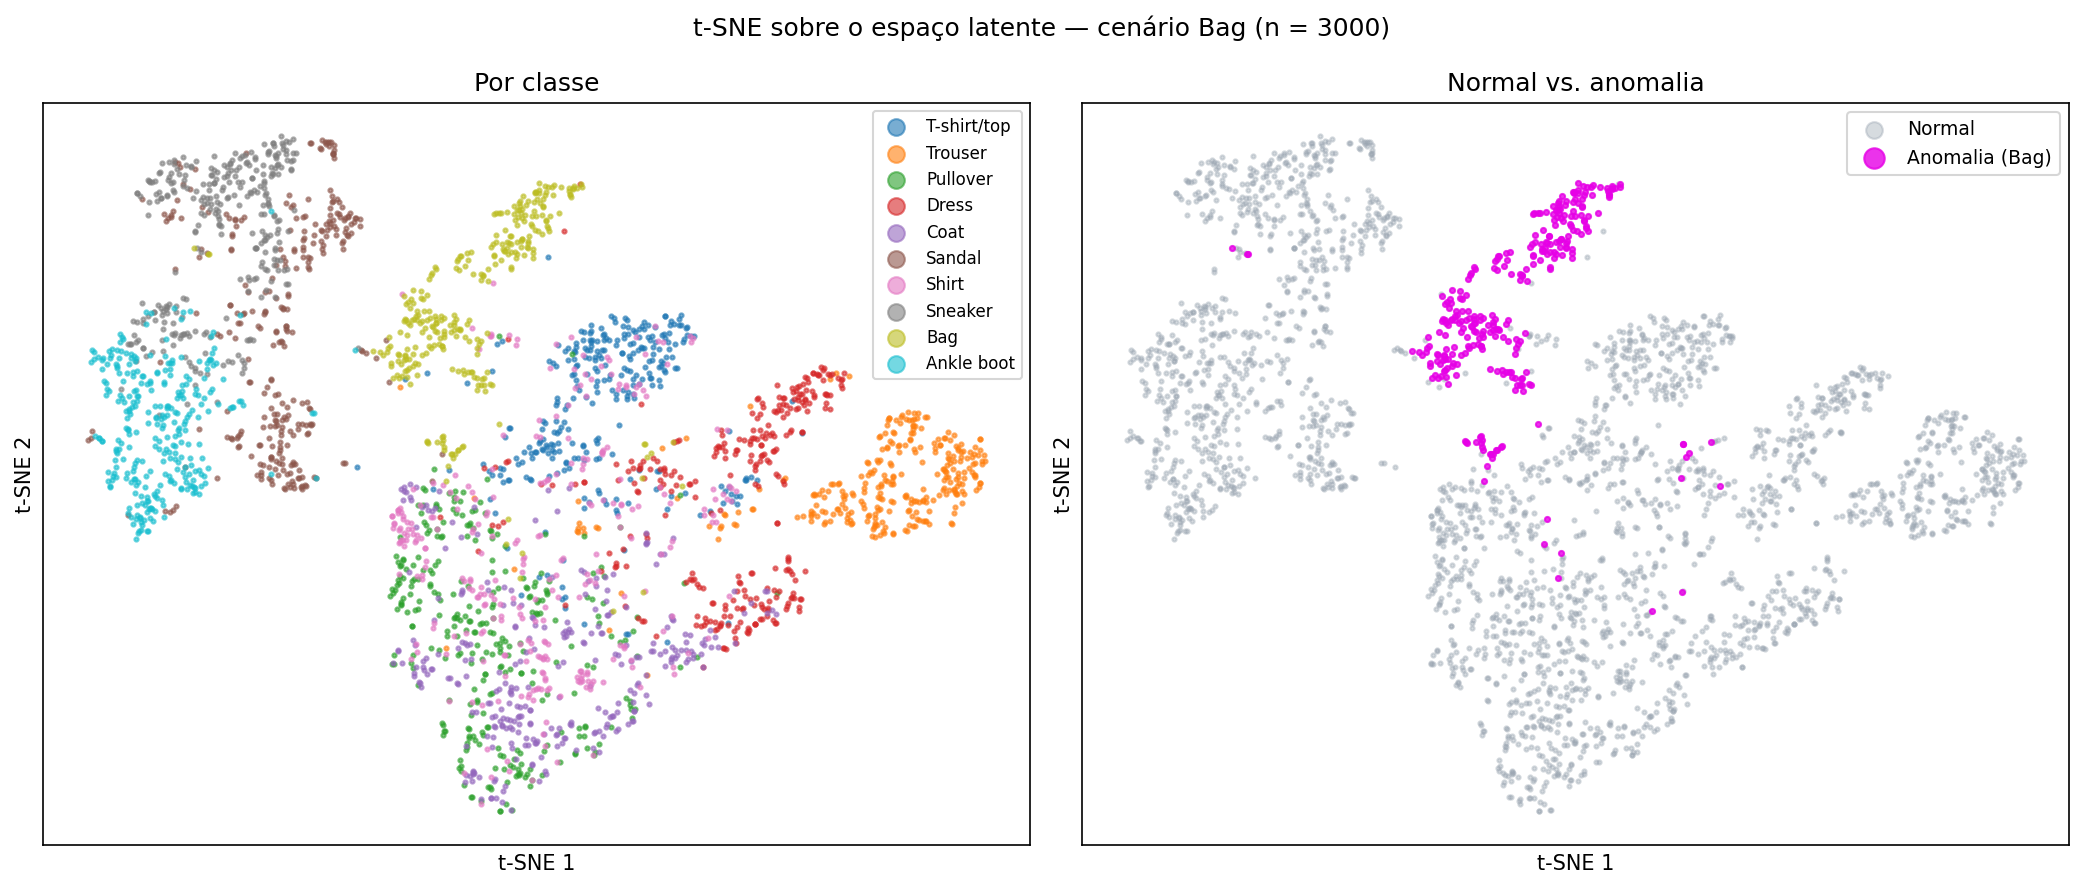 t-SNE sobre o espaço latente — cenário Bag (n = 3000)
Por classe
T-shirt/top
Trouser
Pullover
Dress
Coat
Sandal
Shirt
Sneaker
Bag
Ankle boot
t-SNE 2
t-SNE 1
Normal vs. anomalia
Normal
Anomalia (Bag)
t-SNE 2
t-SNE 1